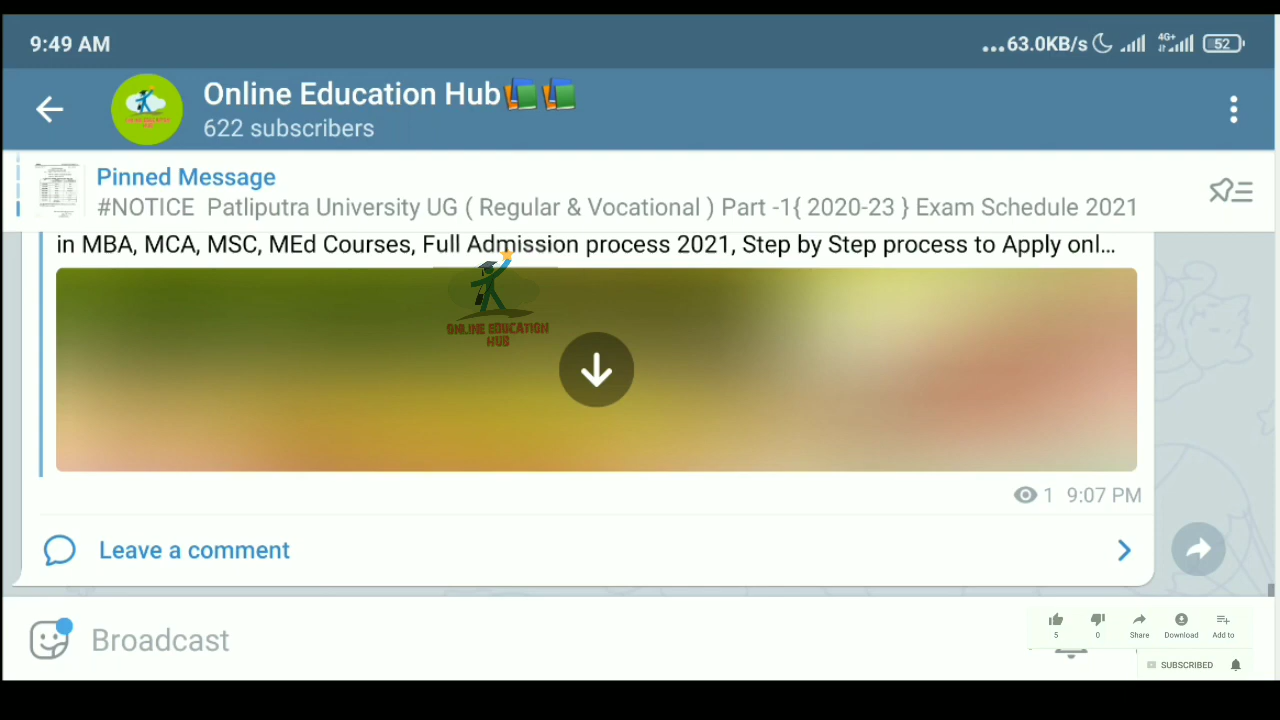 9:49 AM
...63.0KB/s 4G+ 52
Online Education Hub
622 subscribers
Pinned Message
#NOTICE Patliputra University UG ( Regular & Vocational ) Part -1{ 2020-23 } Exam Schedule 2021
in MBA, MCA, MSC, MEd Courses, Full Admission process 2021, Step by Step process to Apply onl...
ONLINE EDUCATION
HUB
1 9:07 PM
Leave a comment
Broadcast
5 0 Share Download Add to
SUBSCRIBED